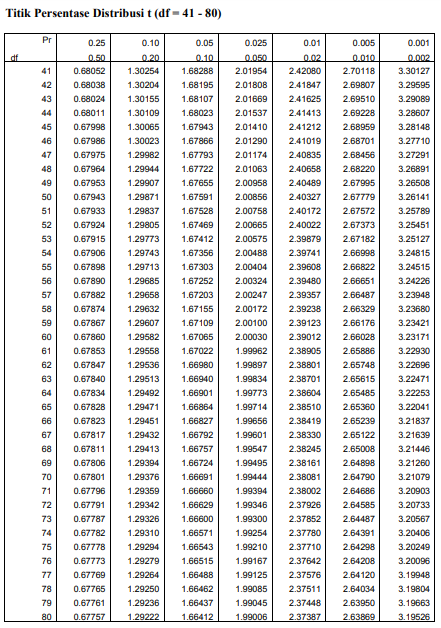 Titik Persentase Distribusi t (df = 41 - 80)
Pr 0.25 0.10 0.05 0.025 0.01 0.005 0.001
df 0.50 0.20 0.10 0.050 0.02 0.010 0.002
41 0.68052 1.30254 1.68288 2.01954 2.42080 2.70118 3.30127
42 0.68038 1.30204 1.68195 2.01808 2.41847 2.69807 3.29595
43 0.68024 1.30155 1.68107 2.01669 2.41625 2.69510 3.29089
44 0.68011 1.30109 1.68023 2.01537 2.41413 2.69228 3.28607
45 0.67998 1.30065 1.67943 2.01410 2.41212 2.68959 3.28148
46 0.67986 1.30023 1.67866 2.01290 2.41019 2.68701 3.27710
47 0.67975 1.29982 1.67793 2.01174 2.40835 2.68456 3.27291
48 0.67964 1.29944 1.67722 2.01063 2.40658 2.68220 3.26891
49 0.67953 1.29907 1.67655 2.00958 2.40489 2.67995 3.26508
50 0.67943 1.29871 1.67591 2.00856 2.40327 2.67779 3.26141
51 0.67933 1.29837 1.67528 2.00758 2.40172 2.67572 3.25789
52 0.67924 1.29805 1.67469 2.00665 2.40022 2.67373 3.25451
53 0.67915 1.29773 1.67412 2.00575 2.39879 2.67182 3.25127
54 0.67906 1.29743 1.67356 2.00488 2.39741 2.66998 3.24815
55 0.67898 1.29713 1.67303 2.00404 2.39608 2.66822 3.24515
56 0.67890 1.29685 1.67252 2.00324 2.39480 2.66651 3.24226
57 0.67882 1.29658 1.67203 2.00247 2.39357 2.66487 3.23948
58 0.67874 1.29632 1.67155 2.00172 2.39238 2.66329 3.23680
59 0.67867 1.29607 1.67109 2.00100 2.39123 2.66176 3.23421
60 0.67860 1.29582 1.67065 2.00030 2.39012 2.66028 3.23171
61 0.67853 1.29558 1.67022 1.99962 2.38905 2.65886 3.22930
62 0.67847 1.29536 1.66980 1.99897 2.38801 2.65748 3.22696
63 0.67840 1.29513 1.66940 1.99834 2.38701 2.65615 3.22471
64 0.67834 1.29492 1.66901 1.99773 2.38604 2.65485 3.22253
65 0.67828 1.29471 1.66864 1.99714 2.38510 2.65360 3.22041
66 0.67823 1.29451 1.66827 1.99656 2.38419 2.65239 3.21837
67 0.67817 1.29432 1.66792 1.99601 2.38330 2.65122 3.21639
68 0.67811 1.29413 1.66757 1.99547 2.38245 2.65008 3.21446
69 0.67806 1.29394 1.66724 1.99495 2.38161 2.64898 3.21260
70 0.67801 1.29376 1.66691 1.99444 2.38081 2.64790 3.21079
71 0.67796 1.29359 1.66660 1.99394 2.38002 2.64686 3.20903
72 0.67791 1.29342 1.66629 1.99346 2.37926 2.64585 3.20733
73 0.67787 1.29326 1.66600 1.99300 2.37852 2.64487 3.20567
74 0.67782 1.29310 1.66571 1.99254 2.37780 2.64391 3.20406
75 0.67778 1.29294 1.66543 1.99210 2.37710 2.64298 3.20249
76 0.67773 1.29279 1.66515 1.99167 2.37642 2.64208 3.20096
77 0.67769 1.29264 1.66488 1.99125 2.37576 2.64120 3.19948
78 0.67765 1.29250 1.66462 1.99085 2.37511 2.64034 3.19804
79 0.67761 1.29236 1.66437 1.99045 2.37448 2.63950 3.19663
80 0.67757 1.29222 1.66412 1.99006 2.37387 2.63869 3.19526